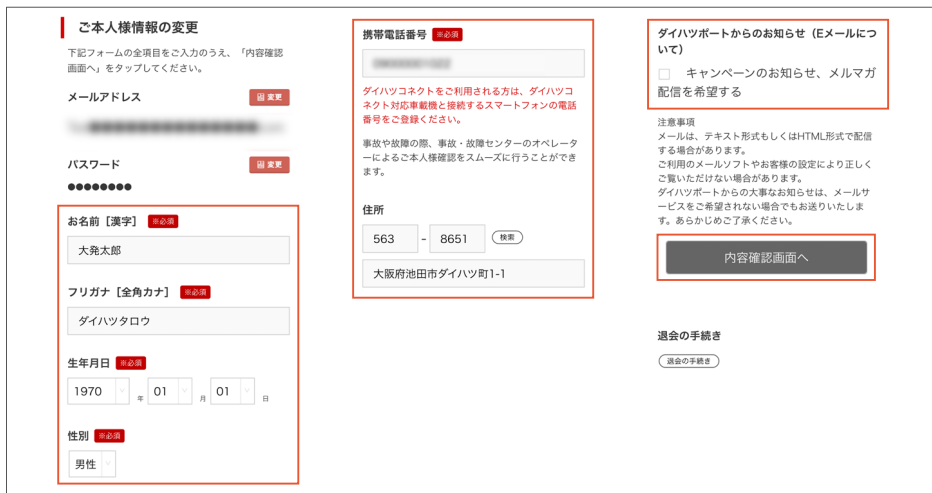 ご本人様情報の変更
下記フォームの全項目をご入力のうえ、「内容確認
画面へ」をタップしてください。
メールアドレス
変更
パスワード
変更
●●●●●●●●
お名前［漢字］ ※必須
大発太郎
フリガナ［全角カナ］ ※必須
ダイハツタロウ
生年月日 ※必須
1970 年 01 月 01 日
性別 ※必須
男性
携帯電話番号 ※必須
ダイハツコネクトをご利用される方は、ダイハツコ
ネクト対応車載機と接続するスマートフォンの電話
番号をご登録ください。
事故や故障の際、事故・故障センターのオペレータ
ーによるご本人様確認をスムーズに行うことができ
ます。
住所
563 - 8651 検索
大阪府池田市ダイハツ町1-1
ダイハツポートからのお知らせ（Eメールにつ
いて）
キャンペーンのお知らせ、メルマガ
配信を希望する
注意事項
メールは、テキスト形式もしくはHTML形式で配信
する場合があります。
ご利用のメールソフトやお客様の設定により正しく
ご覧いただけない場合があります。
ダイハツポートからの大事なお知らせは、メールサ
ービスをご希望されない場合でもお送りいたしま
す。あらかじめご了承ください。
内容確認画面へ
退会の手続き
退会の手続き